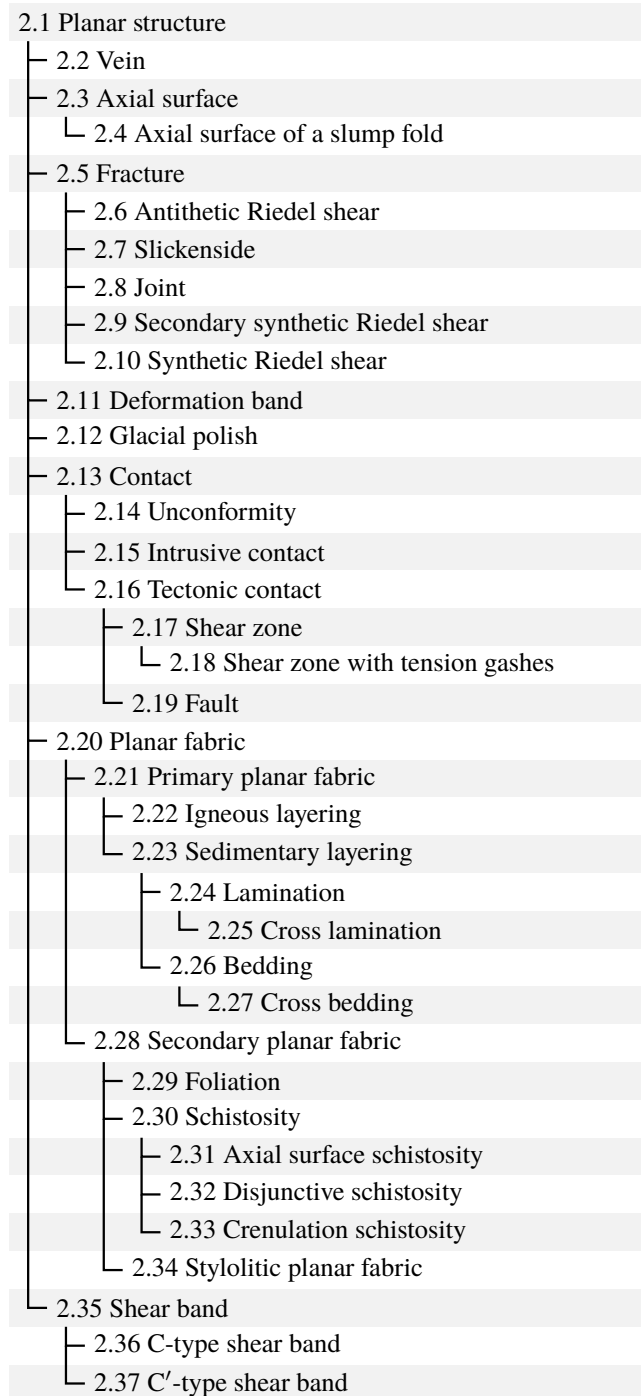 2.1 Planar structure
2.2 Vein
2.3 Axial surface
2.4 Axial surface of a slump fold
2.5 Fracture
2.6 Antithetic Riedel shear
2.7 Slickenside
2.8 Joint
2.9 Secondary synthetic Riedel shear
2.10 Synthetic Riedel shear
2.11 Deformation band
2.12 Glacial polish
2.13 Contact
2.14 Unconformity
2.15 Intrusive contact
2.16 Tectonic contact
2.17 Shear zone
2.18 Shear zone with tension gashes
2.19 Fault
2.20 Planar fabric
2.21 Primary planar fabric
2.22 Igneous layering
2.23 Sedimentary layering
2.24 Lamination
2.25 Cross lamination
2.26 Bedding
2.27 Cross bedding
2.28 Secondary planar fabric
2.29 Foliation
2.30 Schistosity
2.31 Axial surface schistosity
2.32 Disjunctive schistosity
2.33 Crenulation schistosity
2.34 Stylolitic planar fabric
2.35 Shear band
2.36 C-type shear band
2.37 C′-type shear band